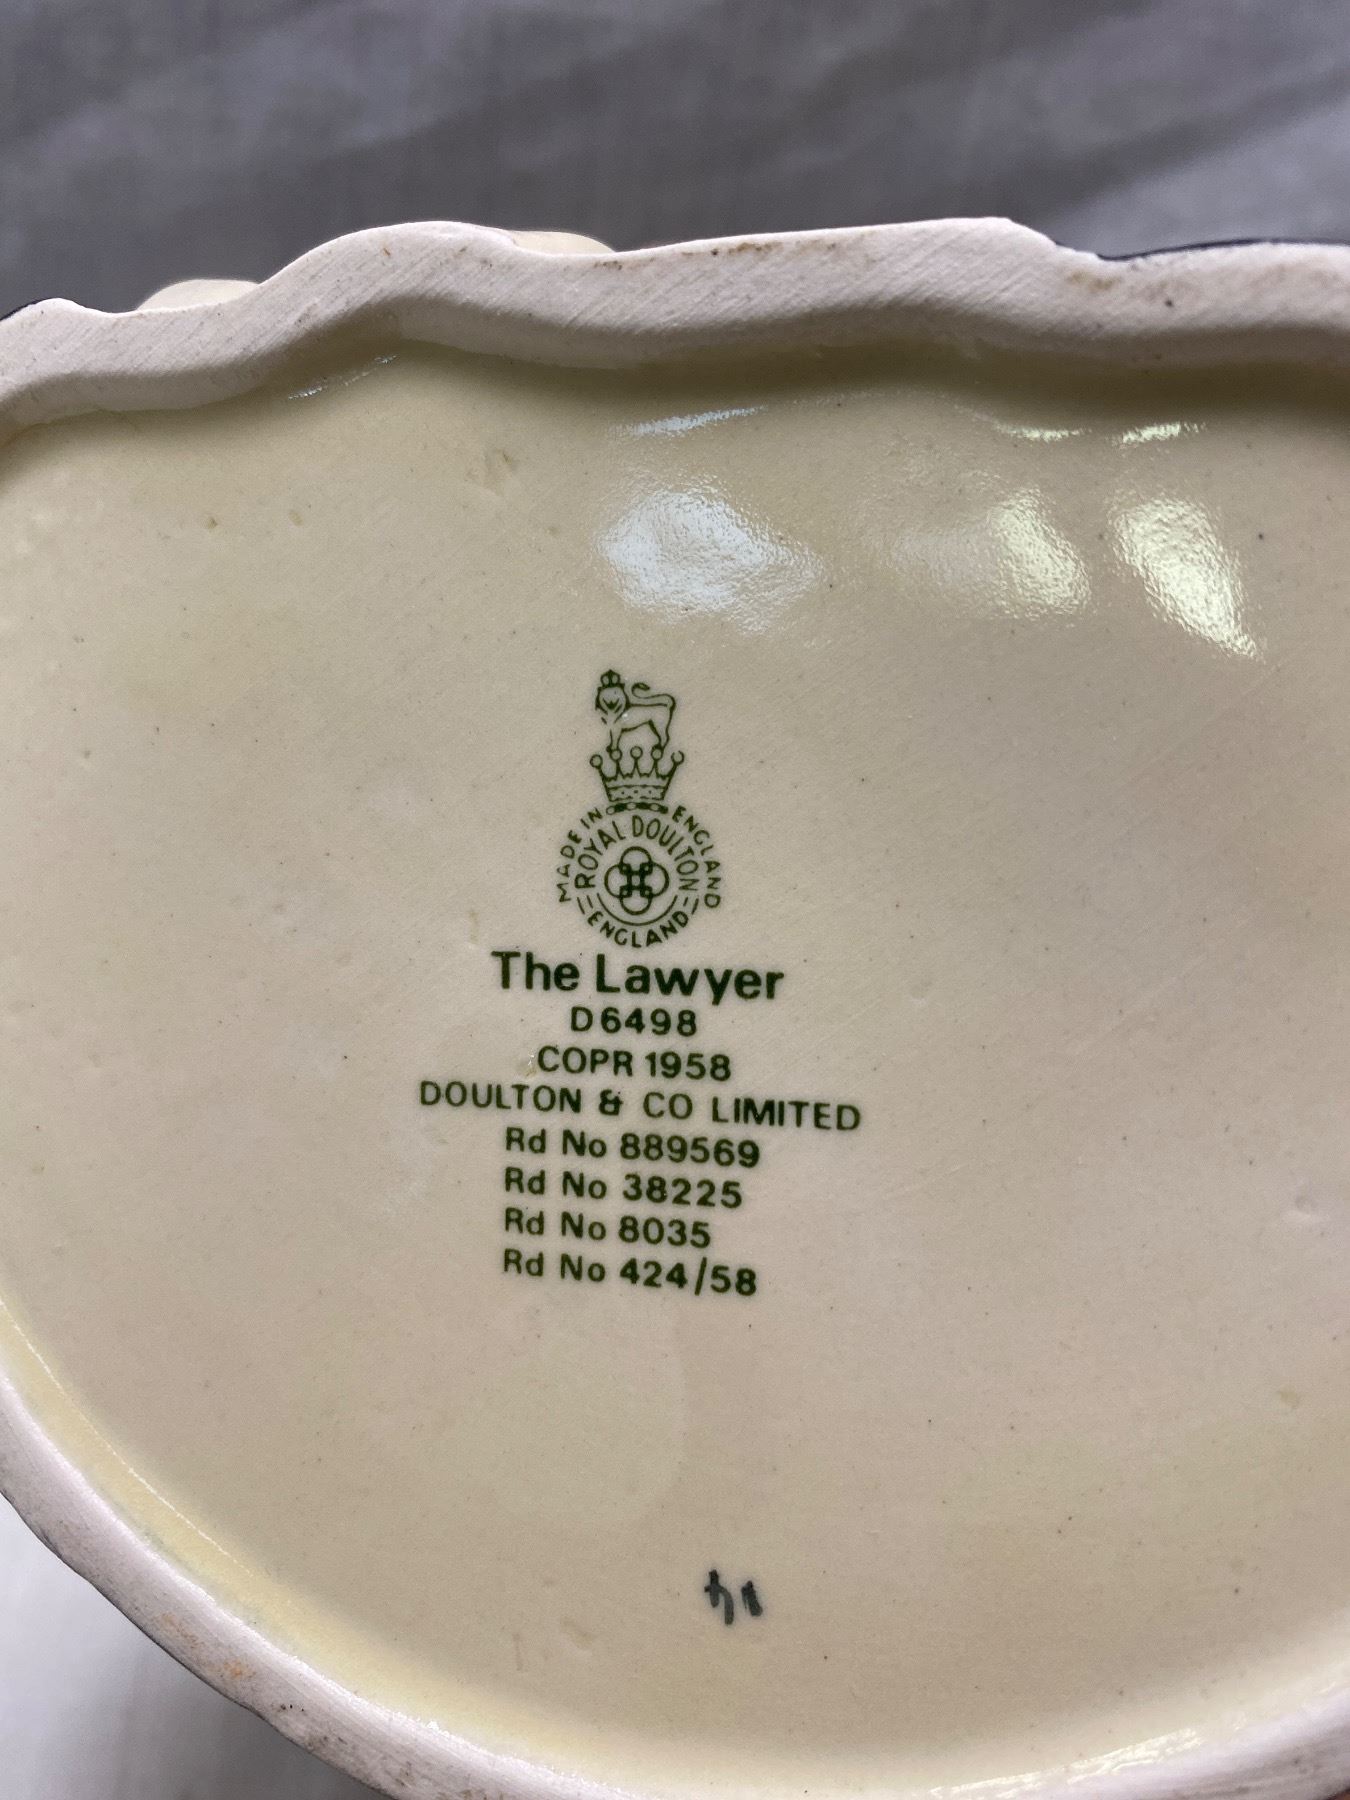 MADE IN ENGLAND
ROYAL DOULTON
ENGLAND
The Lawyer
D6498
COPR 1958
DOULTON & CO LIMITED
Rd No 889569
Rd No 38225
Rd No 8035
Rd No 424/58